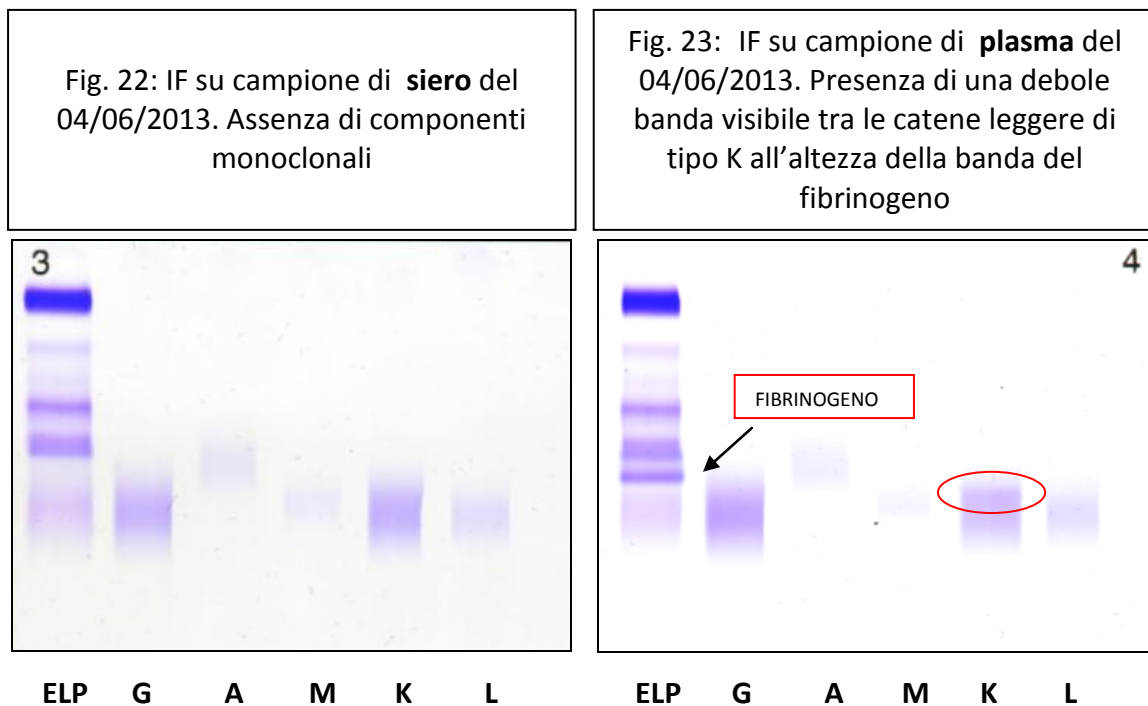 Fig. 22: IF su campione di siero del
04/06/2013. Assenza di componenti
monoclonali
Fig. 23: IF su campione di plasma del
04/06/2013. Presenza di una debole
banda visibile tra le catene leggere di
tipo K all'altezza della banda del
fibrinogeno
3
4
FIBRINOGENO
ELP G A M K L
ELP G A M K L